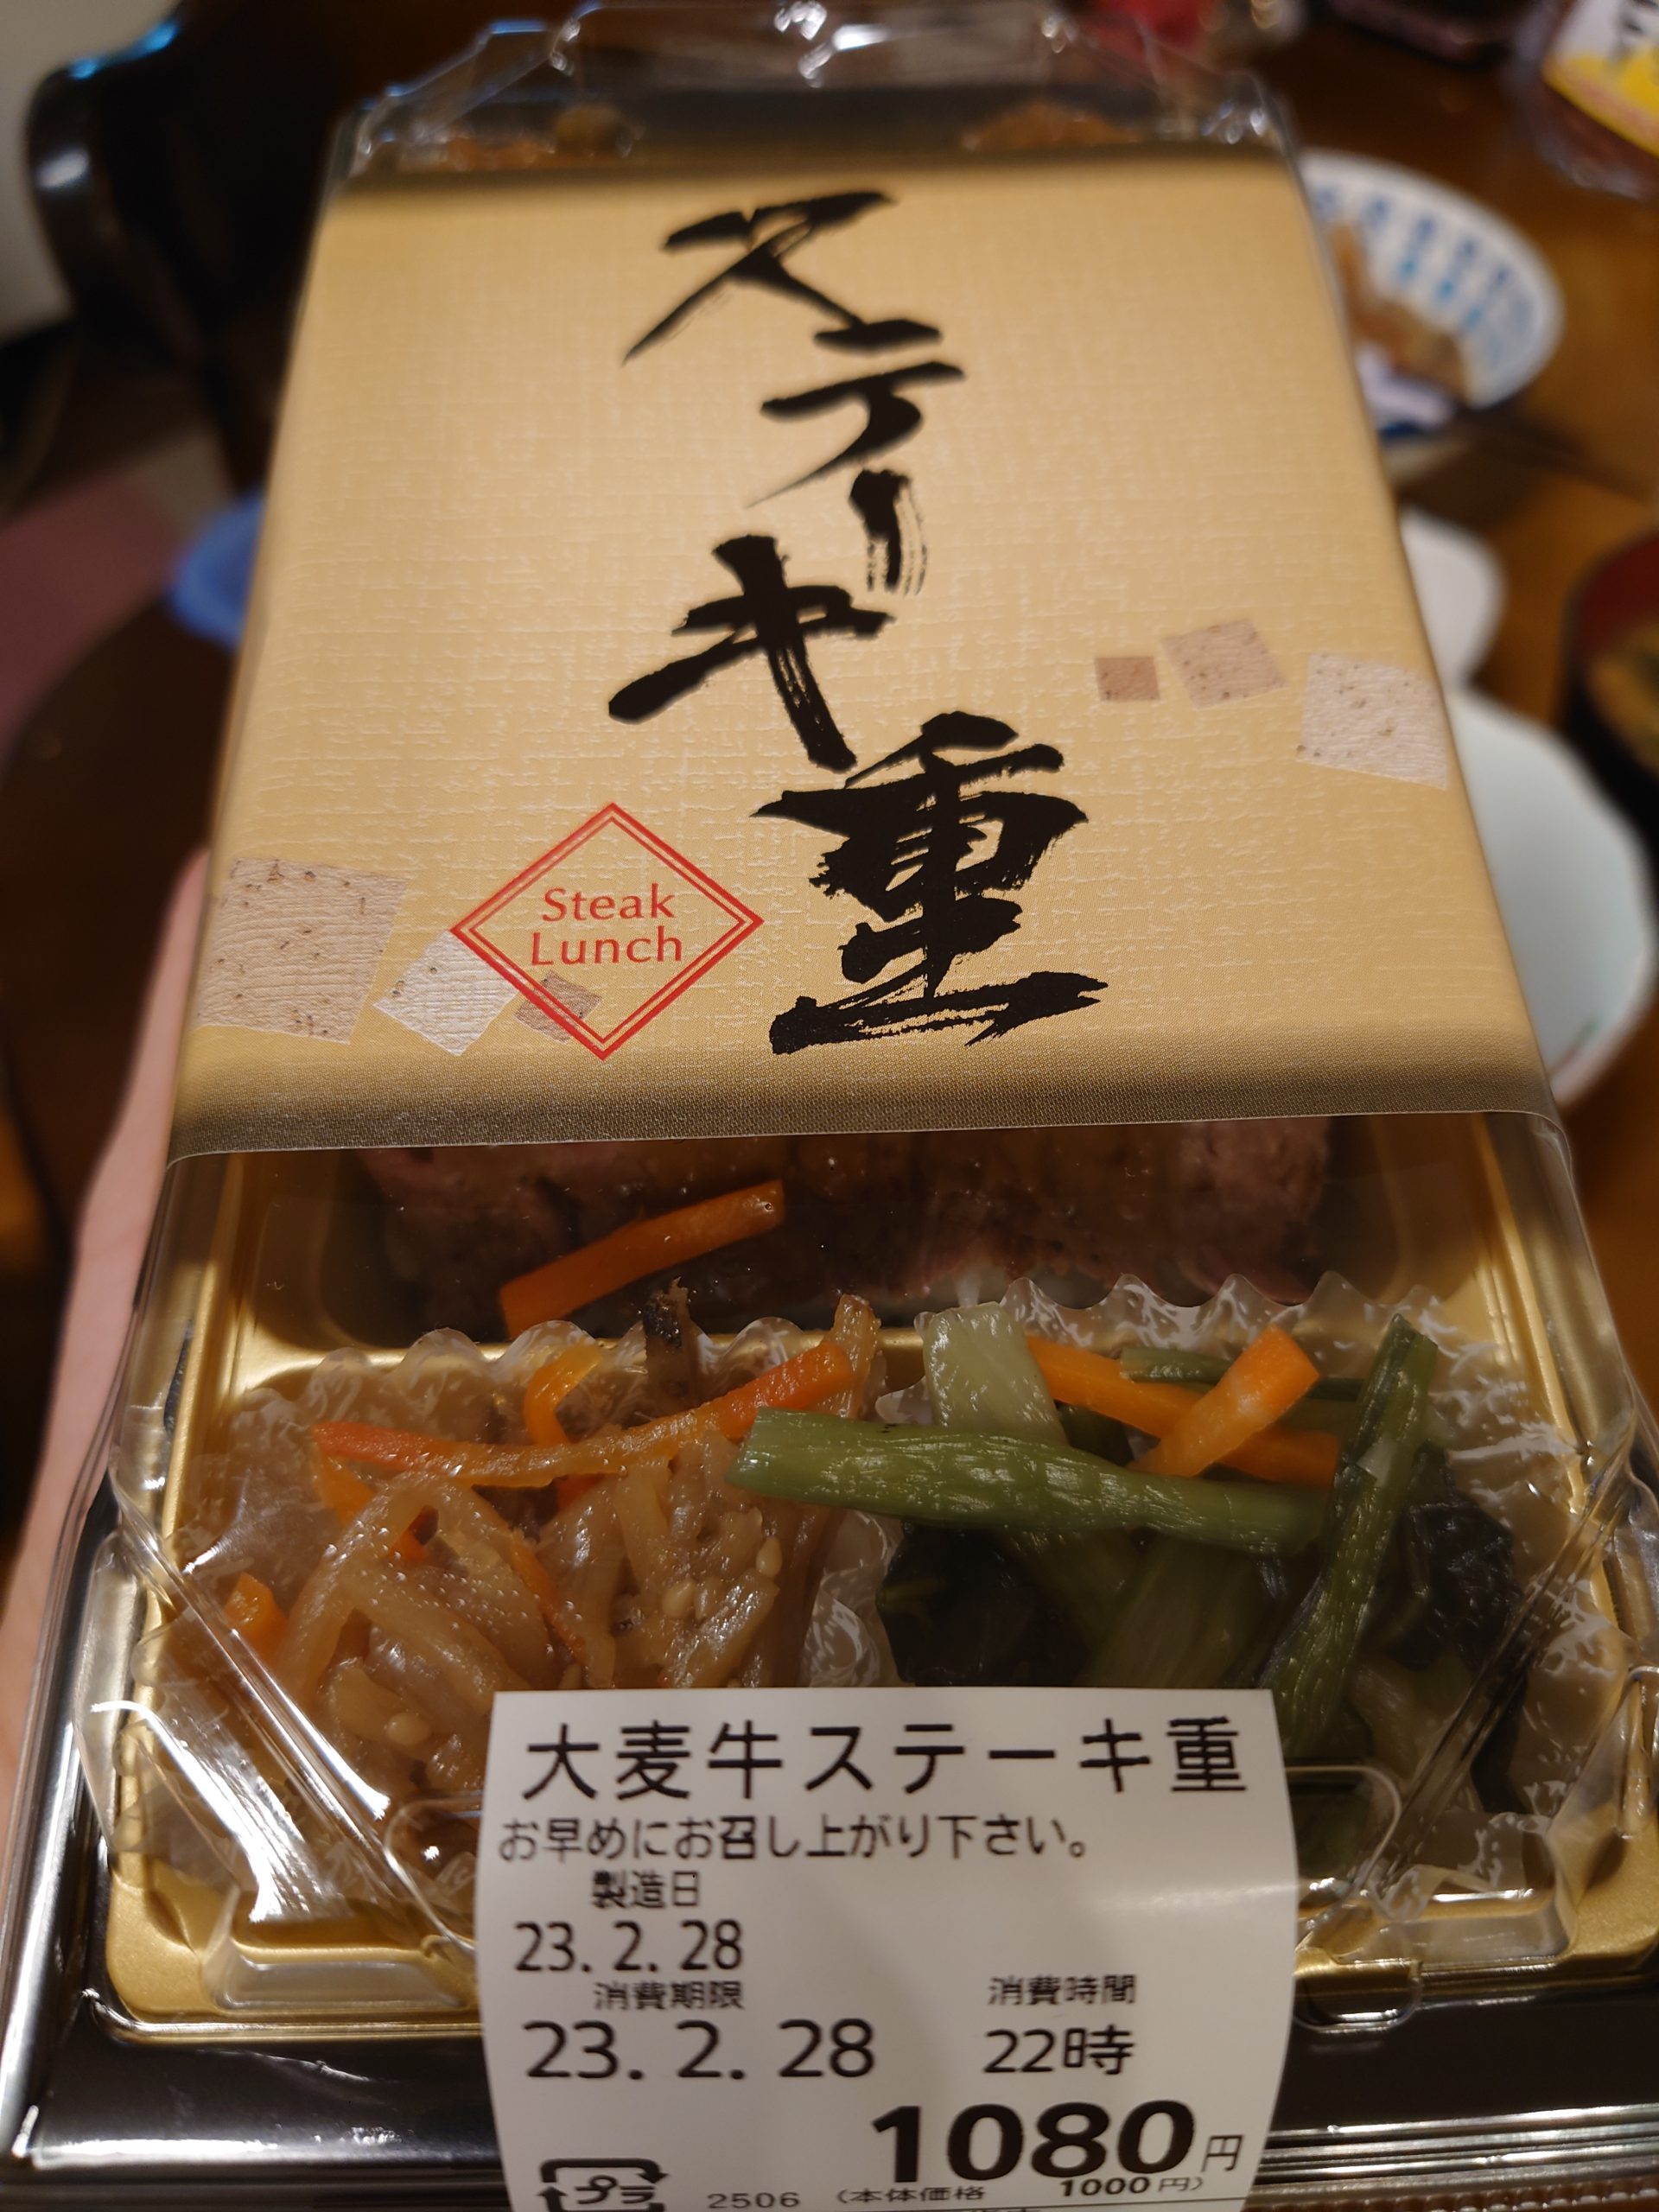 ステーキ重
Steak
Lunch
大麦牛ステーキ重
お早めにお召し上がり下さい。
製造日
23. 2. 28
消費期限 消費時間
23. 2. 28 22時
1080円
プラ
2506 (本体価格 1000円)